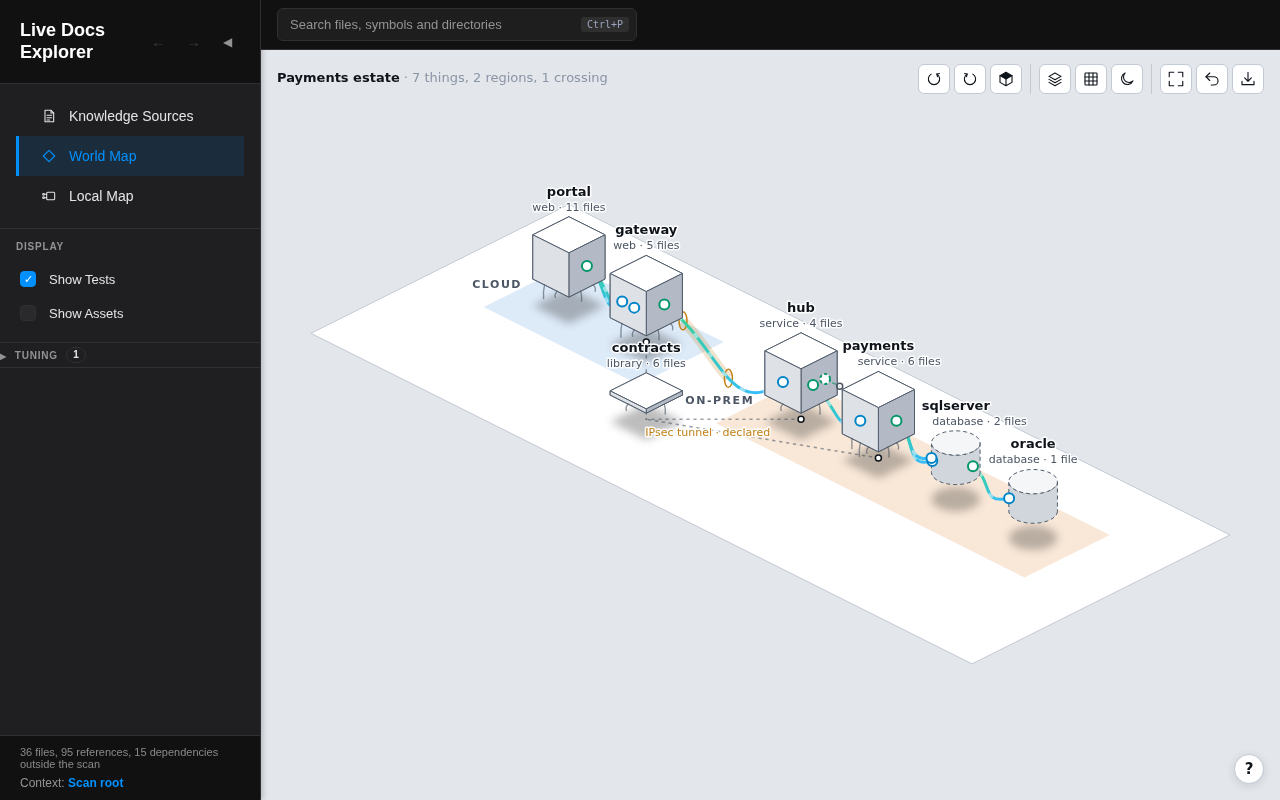 Live Docs
Explorer
Search files, symbols and directories
Ctrl+P
Knowledge Sources
World Map
Local Map
DISPLAY
Show Tests
Show Assets
TUNING
1
36 files, 95 references, 15 dependencies
outside the scan
Context: Scan root
Payments estate · 7 things, 2 regions, 1 crossing
portal
web · 11 files
gateway
web · 5 files
CLOUD
hub
service · 4 files
contracts
library · 6 files
payments
service · 6 files
ON-PREM
sqlserver
database · 2 files
IPsec tunnel · declared
oracle
database · 1 file
?